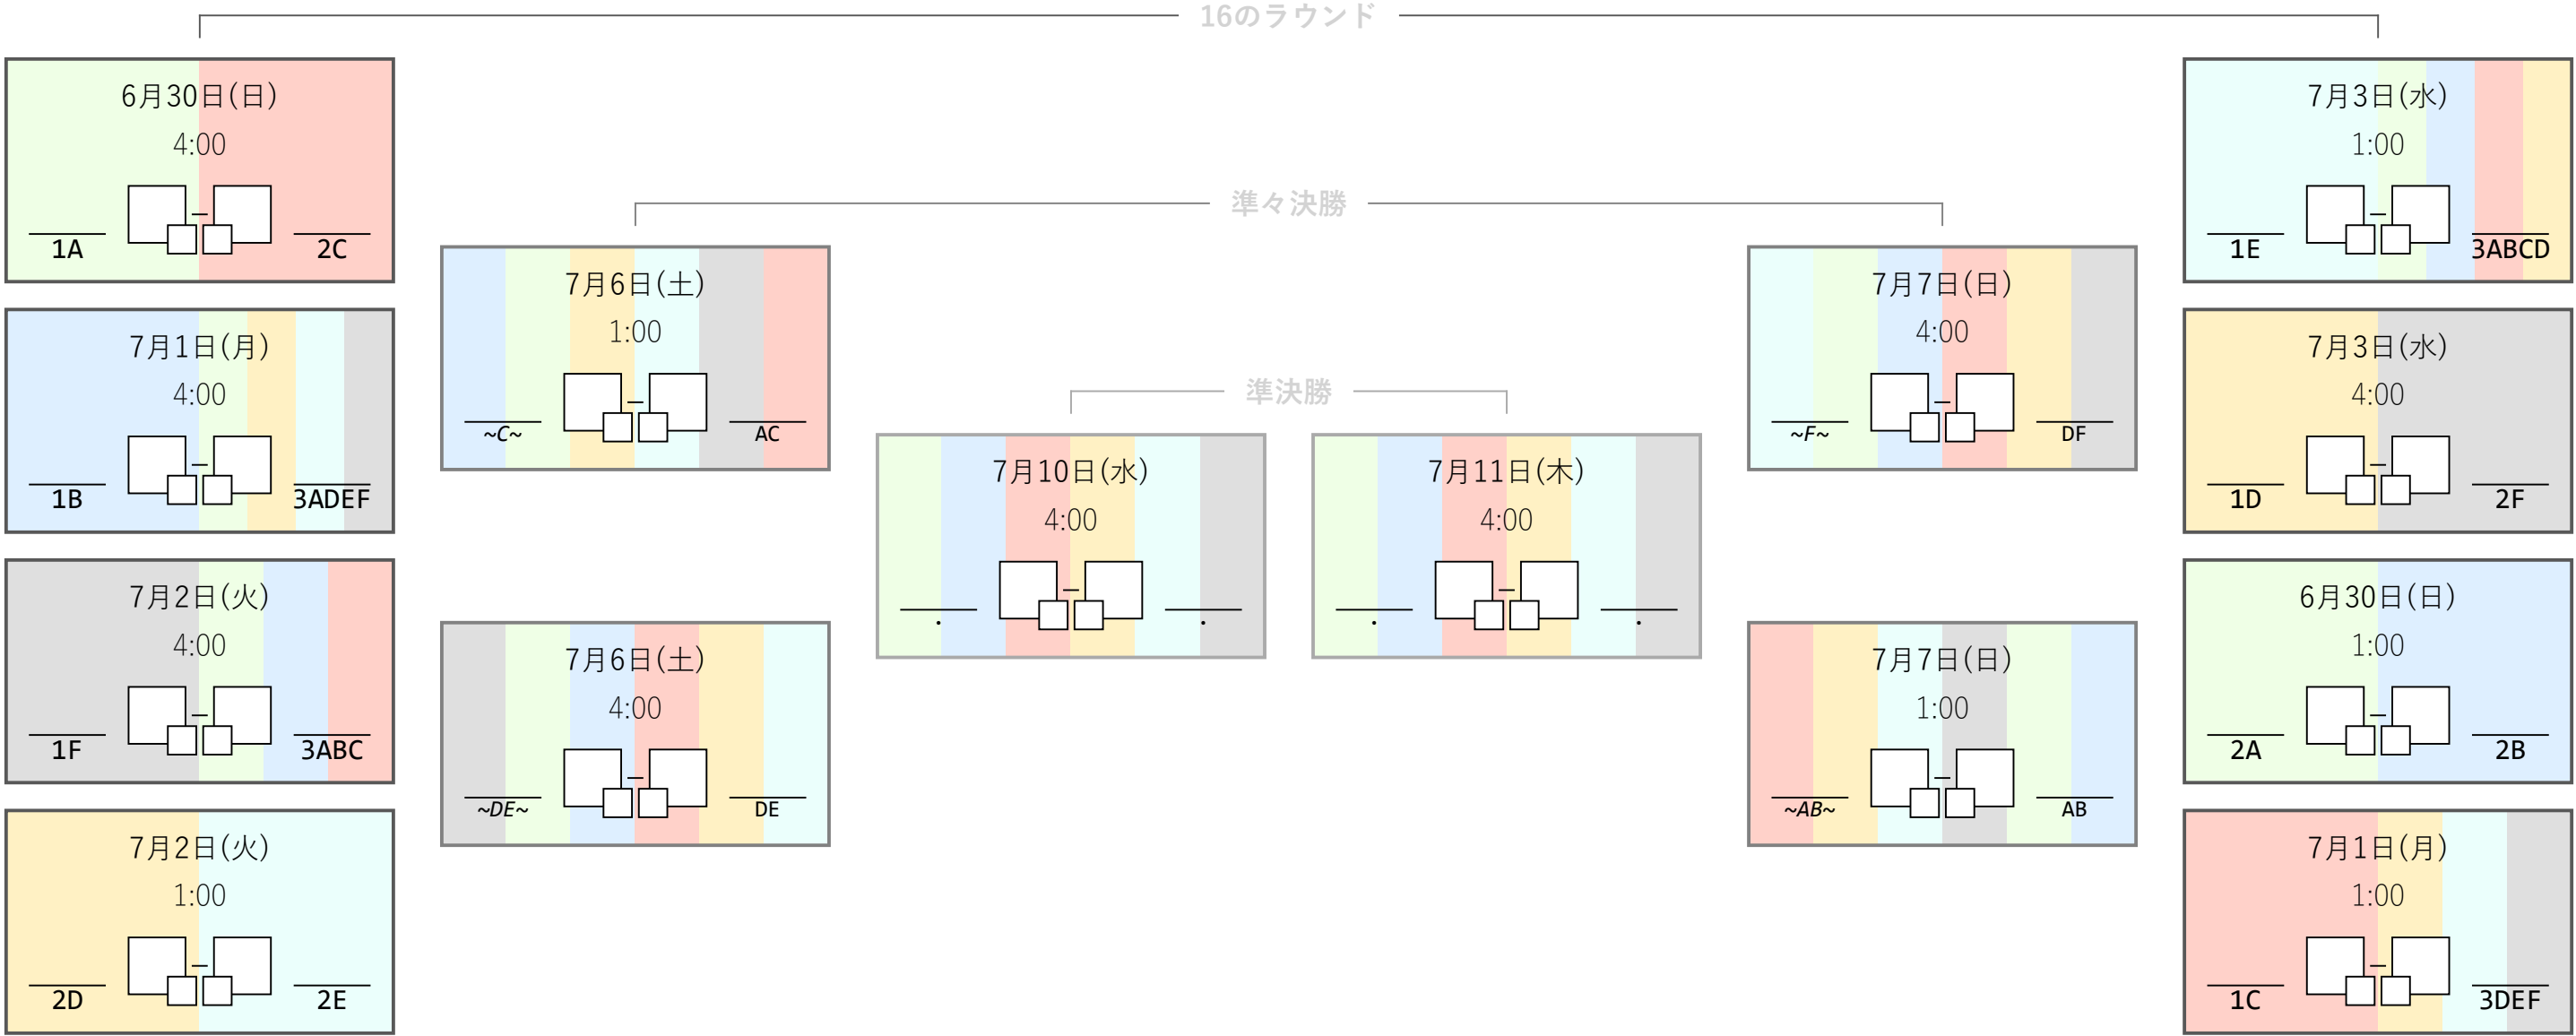 16のラウンド
6月30日(日)
4:00
1A
2C
7月1日(月)
4:00
1B
3ADEF
7月2日(火)
4:00
1F
3ABC
7月2日(火)
1:00
2D
2E
準々決勝
7月6日(土)
1:00
~C~
AC
7月6日(土)
4:00
~DE~
DE
準決勝
7月10日(水)
4:00
.
.
7月11日(木)
4:00
.
.
7月7日(日)
4:00
~F~
DF
7月7日(日)
1:00
~AB~
AB
7月3日(水)
1:00
1E
3ABCD
7月3日(水)
4:00
1D
2F
6月30日(日)
1:00
2A
2B
7月1日(月)
1:00
1C
3DEF